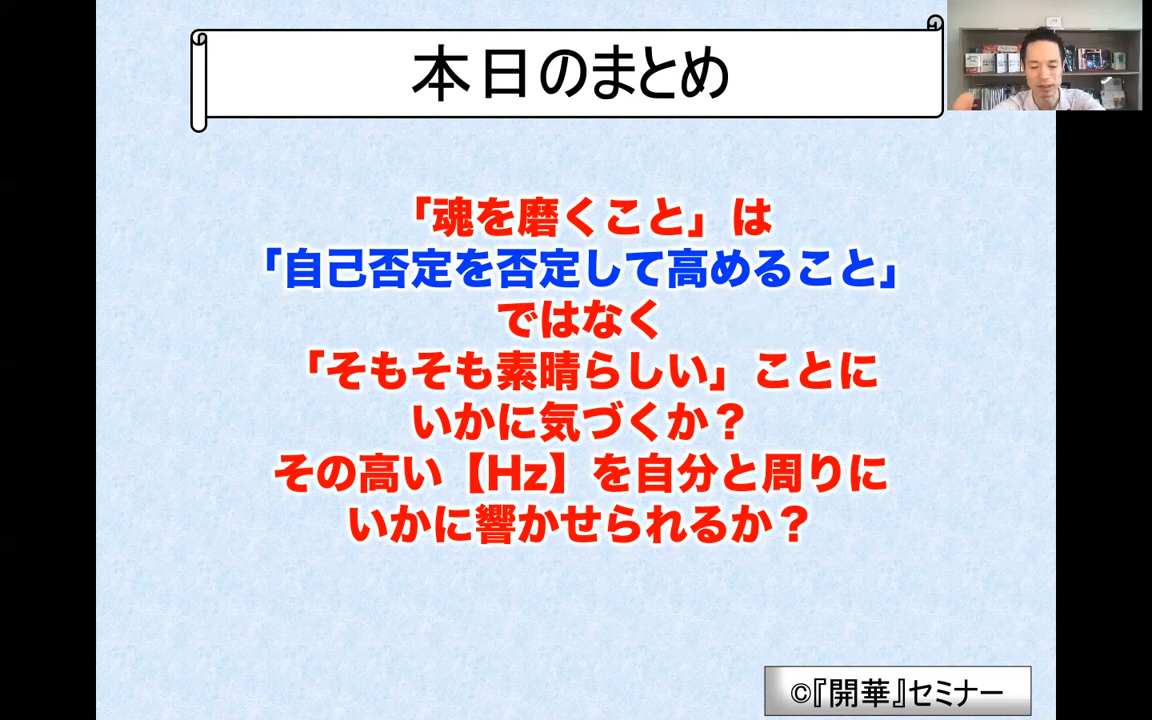 本日のまとめ
「魂を磨くこと」は
「自己否定を否定して高めること」
ではなく
「そもそも素晴らしい」ことに
いかに気づくか？
その高い【Hz】を自分と周りに
いかに響かせられるか？
©『開華』セミナー